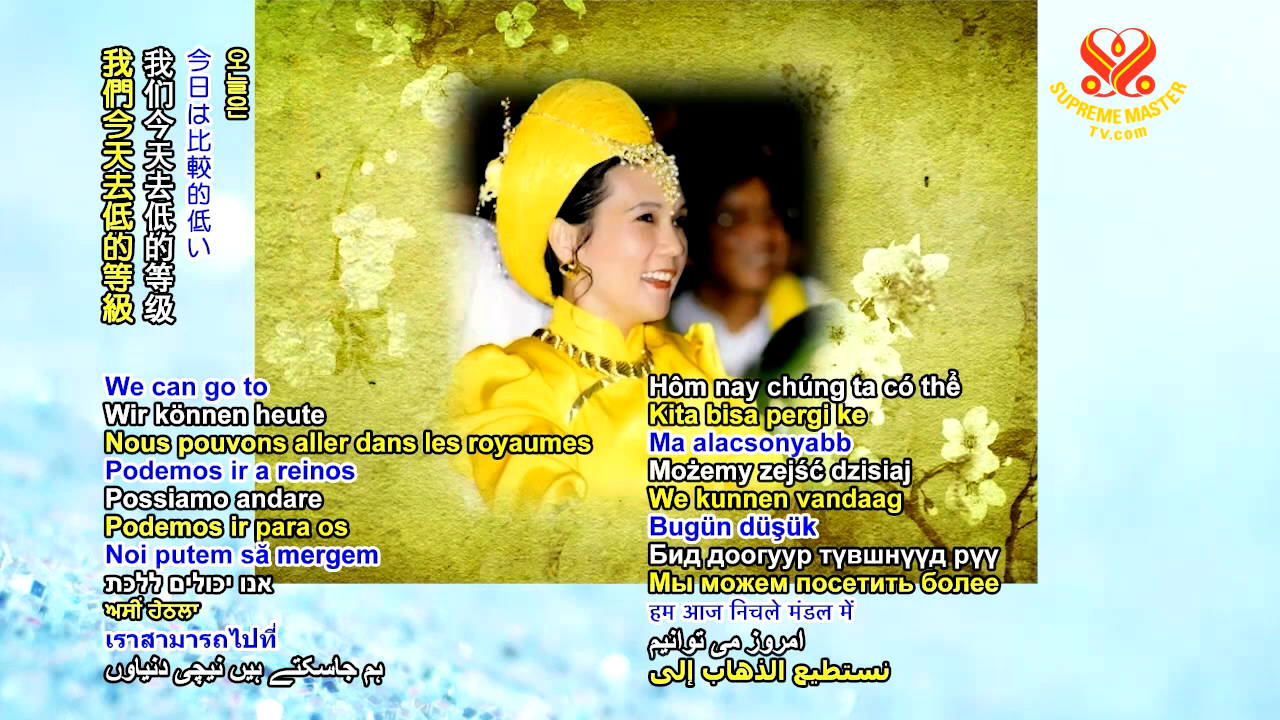 我們今天去低的等級
我们今天去低的等级
今日は比較的低い
오늘은
SUPREME MASTER
TV.com
We can go to
Wir können heute
Nous pouvons aller dans les royaumes
Podemos ir a reinos
Possiamo andare
Podemos ir para os
Noi putem să mergem
אנו יכולים ללכת
ਅਸੀਂ ਹੇਠਲਾ
เราสามารถไปที่
ہم جاسکتے ہیں نیچی دنیاوں
Hôm nay chúng ta có thể
Kita bisa pergi ke
Ma alacsonyabb
Możemy zejść dzisiaj
We kunnen vandaag
Bugün düşük
Бид доогуур түвшнүүд рүү
Мы можем посетить более
हम आज निचले मंडल में
امروز می توانیم
نستطيع الذهاب إلى